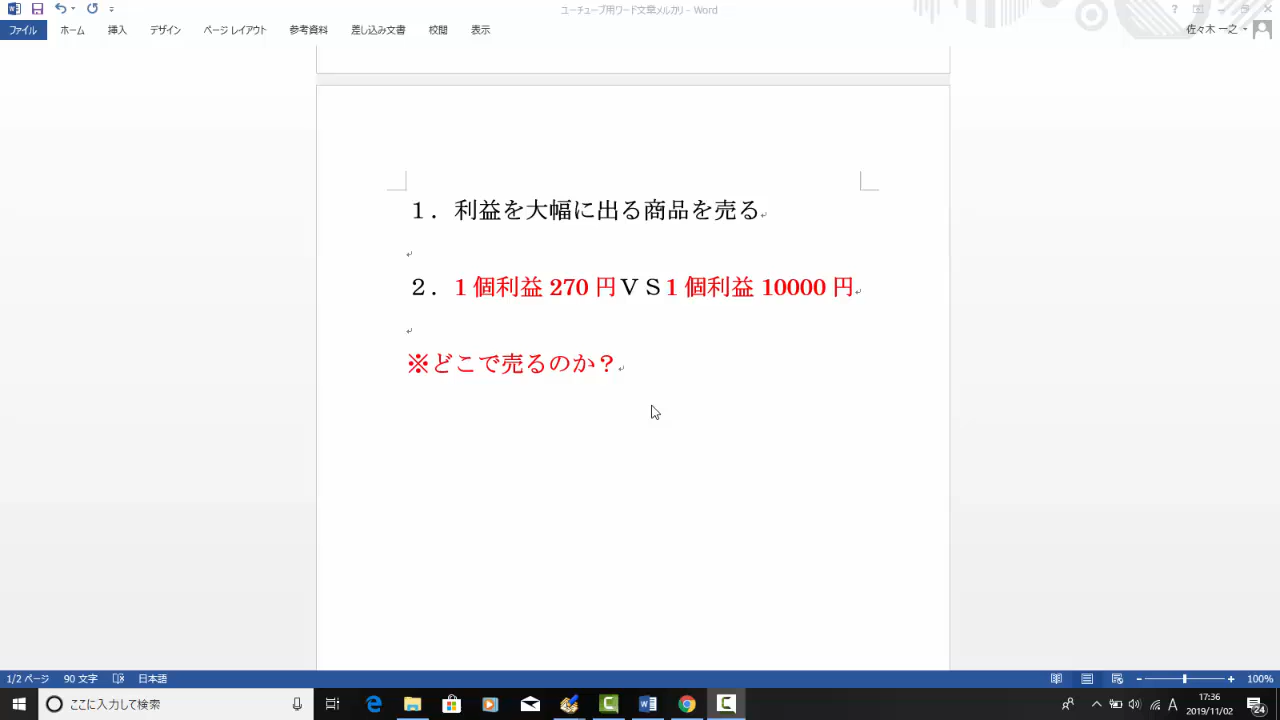 ユーチューブ用ワード文章メルカリ - Word
ファイル ホーム 挿入 デザイン ページ レイアウト 参考資料 差し込み文書 校閲 表示 佐々木 一之
１．利益を大幅に出る商品を売る
２．１個利益 270 円ＶＳ１個利益 10000 円
※どこで売るのか？
1/2 ページ 90 文字 日本語 100%
ここに入力して検索
A 17:36
2019/11/02
24